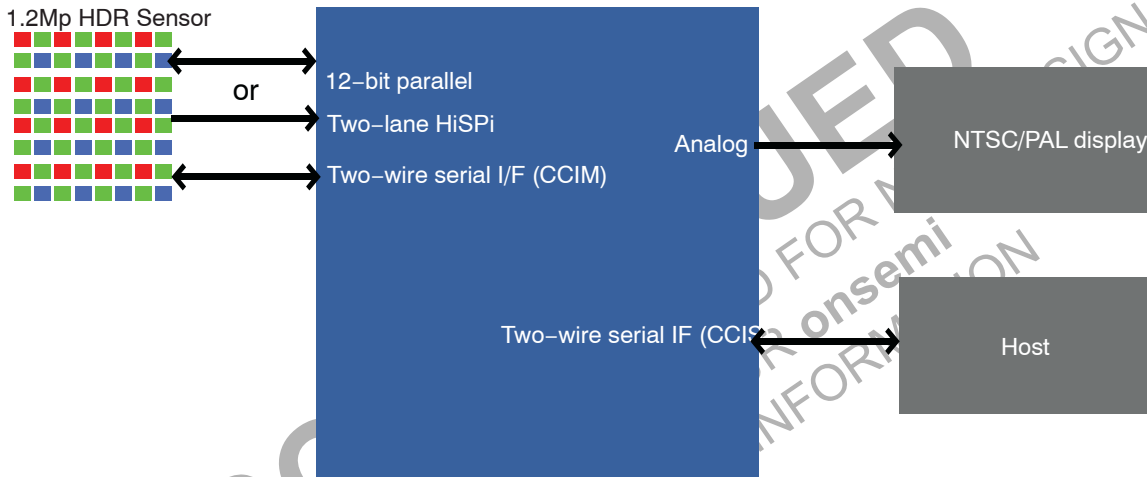 1.2Mp HDR Sensor
or
12−bit parallel
Two−lane HiSPi
Two−wire serial I/F (CCIM)
Analog
NTSC/PAL display
Two−wire serial IF (CCIS
Host
onsemi